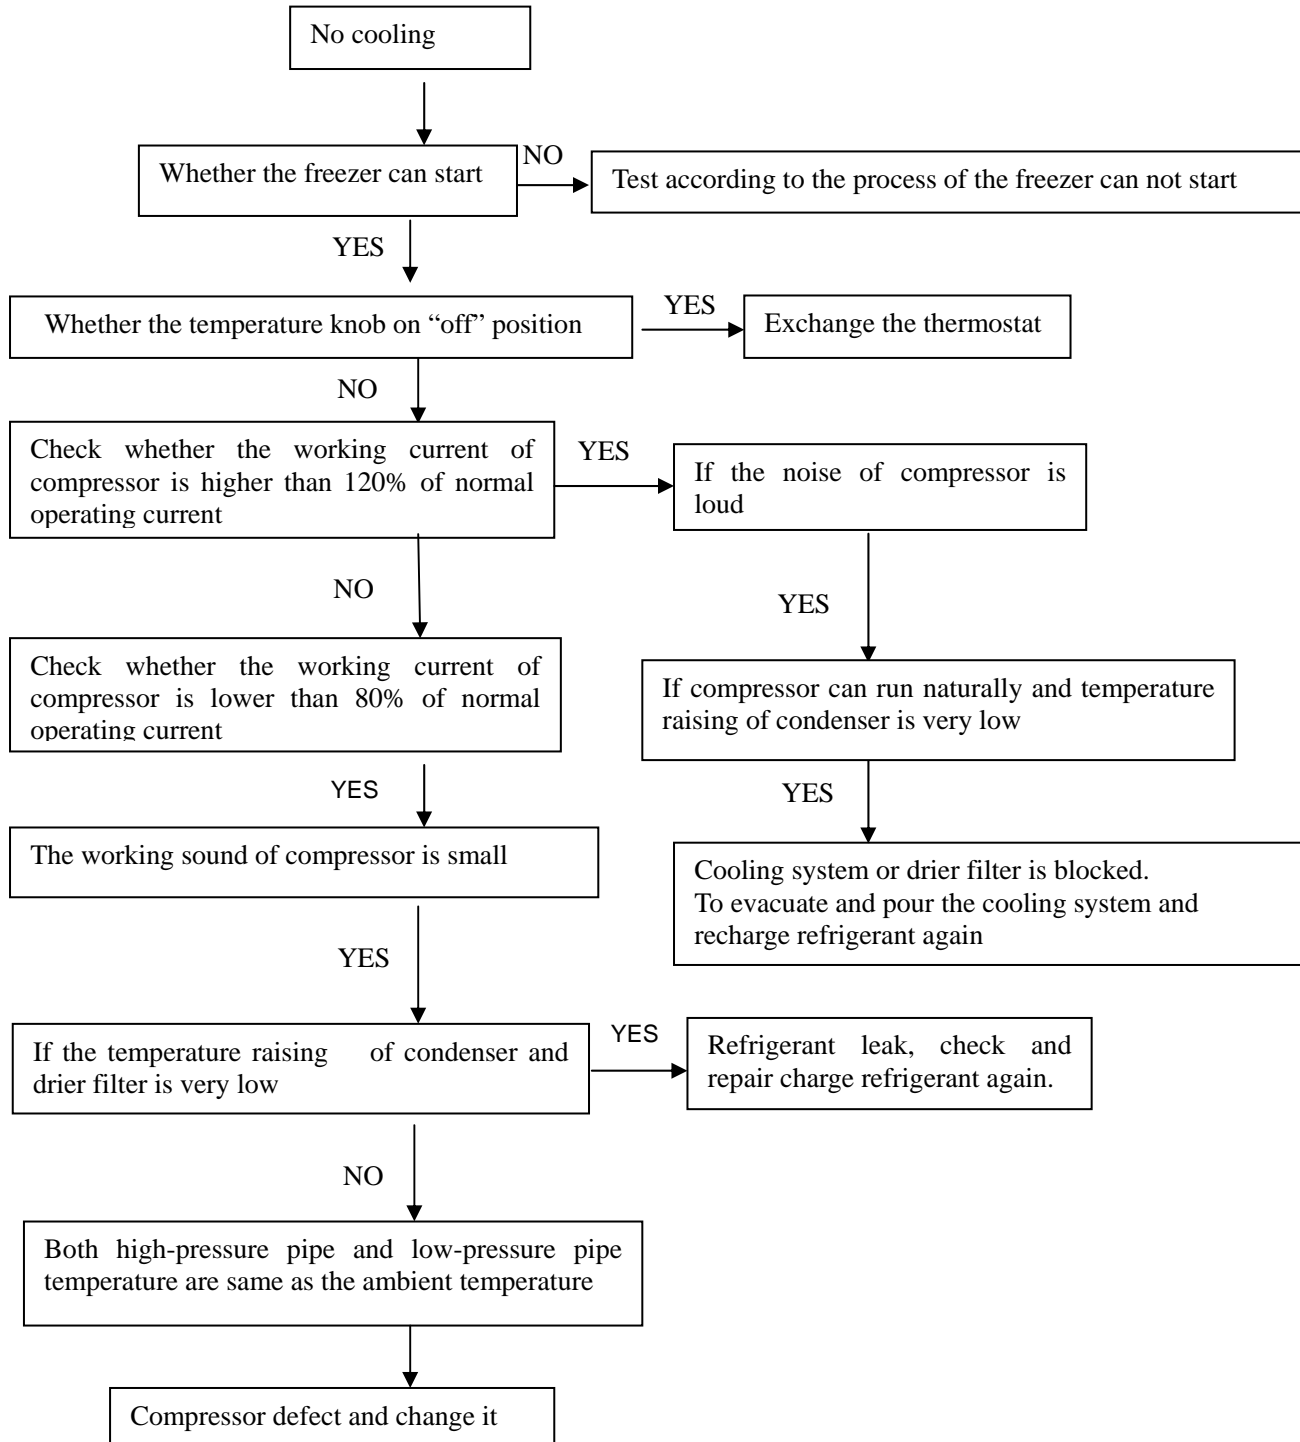 No cooling
Whether the freezer can start
NO
Test according to the process of the freezer can not start
YES
Whether the temperature knob on “off” position
YES
Exchange the thermostat
NO
Check whether the working current of
compressor is higher than 120% of normal
operating current
YES
If the noise of compressor is
loud
NO
YES
Check whether the working current of
compressor is lower than 80% of normal
operating current
If compressor can run naturally and temperature
raising of condenser is very low
YES
YES
The working sound of compressor is small
Cooling system or drier filter is blocked.
To evacuate and pour the cooling system and
recharge refrigerant again
YES
If the temperature raising of condenser and
drier filter is very low
YES
Refrigerant leak, check and
repair charge refrigerant again.
NO
Both high-pressure pipe and low-pressure pipe
temperature are same as the ambient temperature
Compressor defect and change it